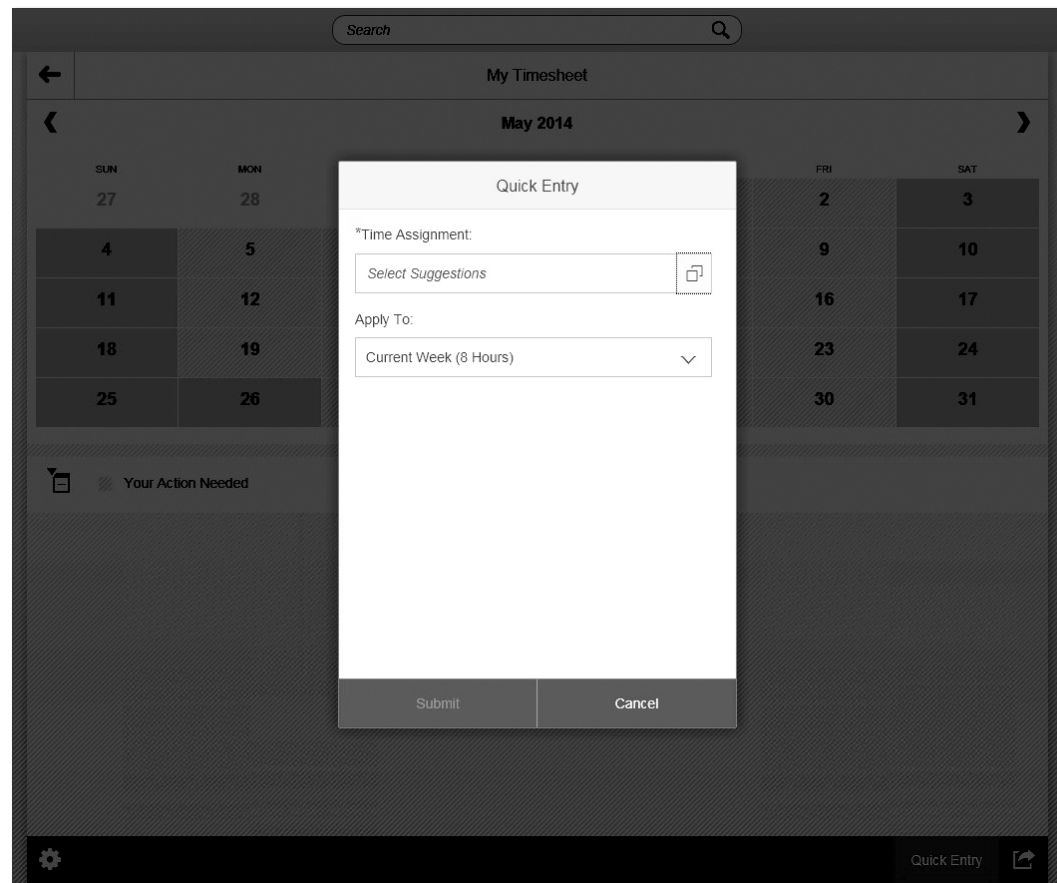 Search
My Timesheet
May 2014
SUN MON FRI SAT
27 28 2 3
Quick Entry
*Time Assignment:
4 5 9 10
Select Suggestions
11 12 16 17
Apply To:
18 19 23 24
Current Week (8 Hours)
25 26 30 31
Your Action Needed
Submit Cancel
Quick Entry